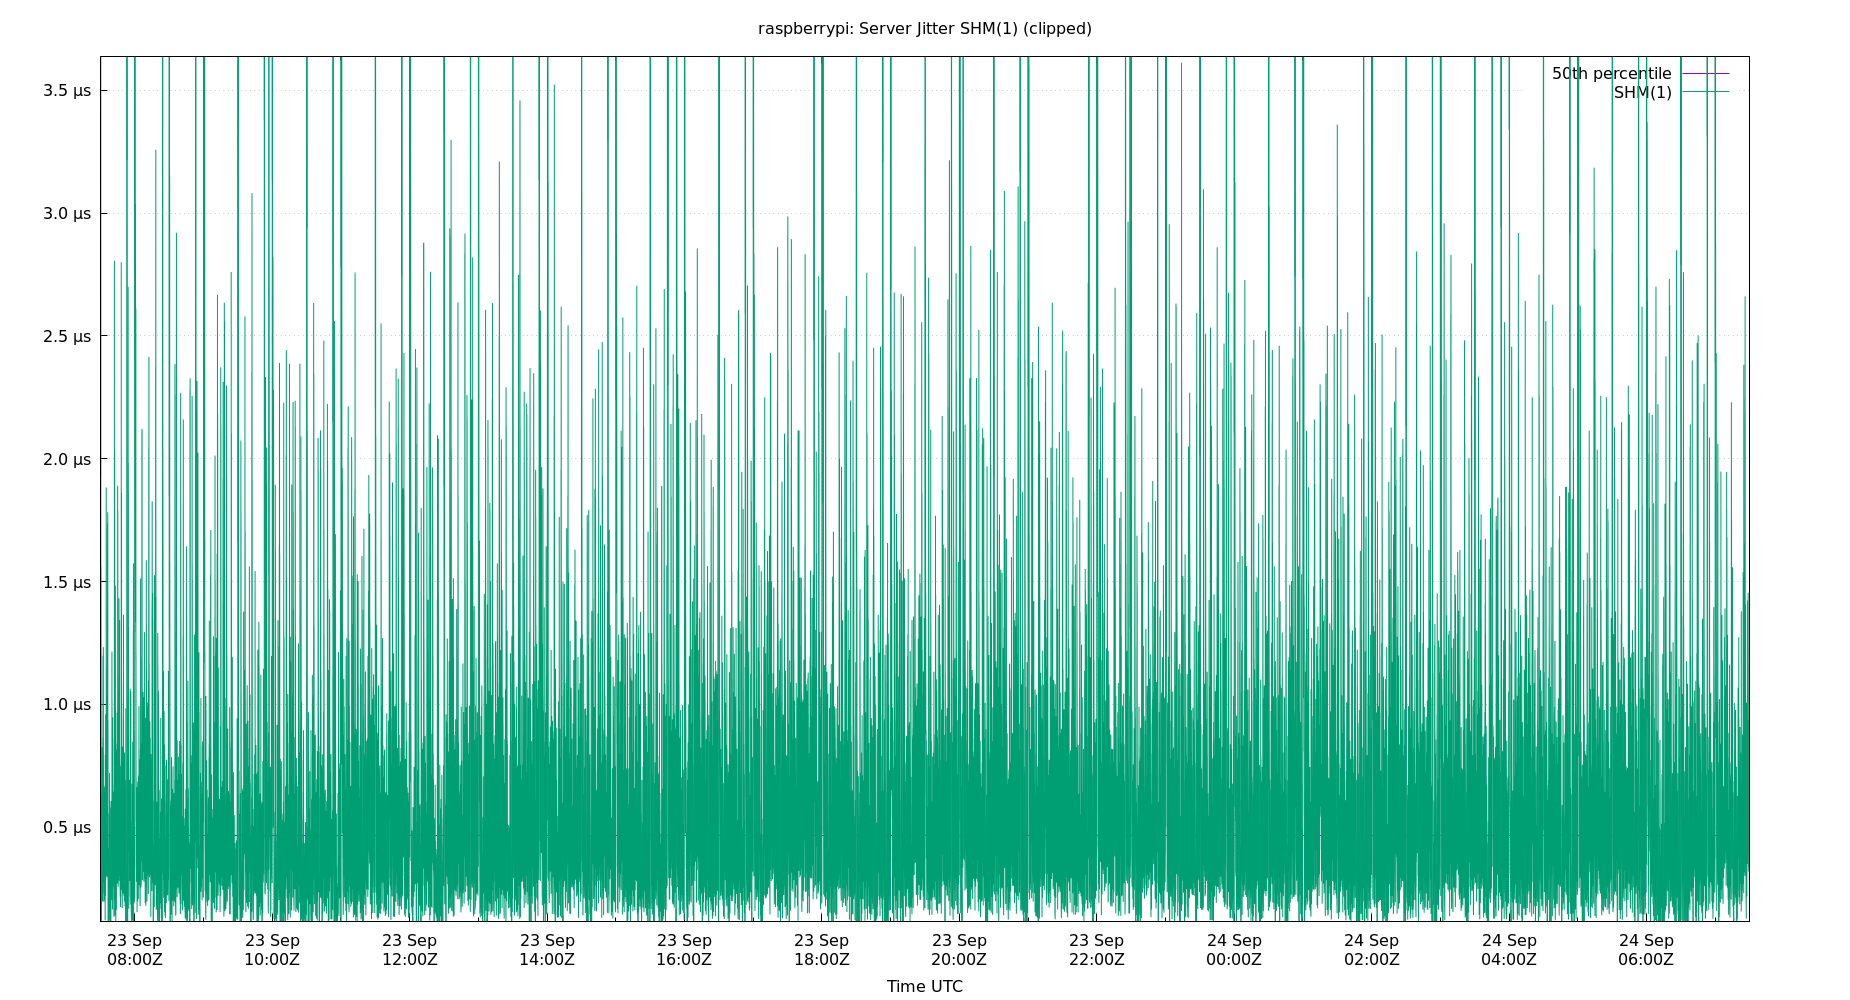 raspberrypi: Server Jitter SHM(1) (clipped)
50th percentile
SHM(1)
3.5 µs
3.0 µs
2.5 µs
2.0 µs
1.5 µs
1.0 µs
0.5 µs
23 Sep 23 Sep 23 Sep 23 Sep 23 Sep 23 Sep 23 Sep 23 Sep 24 Sep 24 Sep 24 Sep 24 Sep
08:00Z 10:00Z 12:00Z 14:00Z 16:00Z 18:00Z 20:00Z 22:00Z 00:00Z 02:00Z 04:00Z 06:00Z
Time UTC